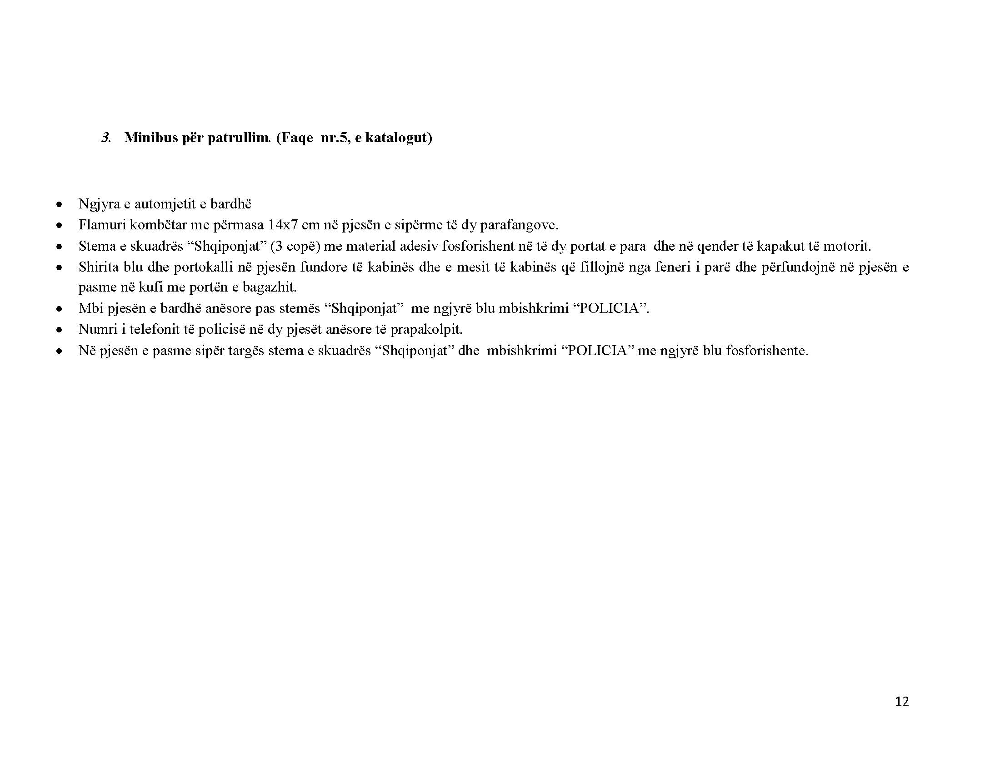 3. Minibus për patrullim. (Faqe  nr.5, e katalogut)
• Ngjyra e automjetit e bardhë
• Flamuri kombëtar me përmasa 14x7 cm në pjesën e sipërme të dy parafangove.
• Stema e skuadrës “Shqiponjat” (3 copë) me material adesiv fosforishent në të dy portat e para  dhe në qender të kapakut të motorit.
• Shirita blu dhe portokalli në pjesën fundore të kabinës dhe e mesit të kabinës që fillojnë nga feneri i parë dhe përfundojnë në pjesën e
pasme në kufi me portën e bagazhit.
• Mbi pjesën e bardhë anësore pas stemës “Shqiponjat”  me ngjyrë blu mbishkrimi “POLICIA”.
• Numri i telefonit të policisë në dy pjesët anësore të prapakolpit.
• Në pjesën e pasme sipër targës stema e skuadrës “Shqiponjat” dhe  mbishkrimi “POLICIA” me ngjyrë blu fosforishente.
12